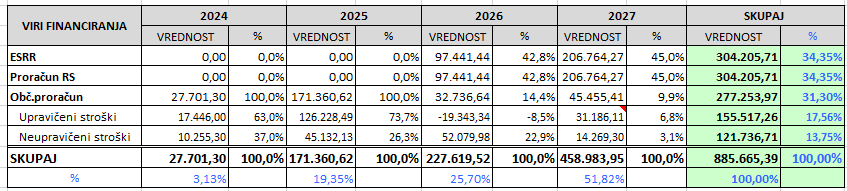 VIRI FINANCIRANJA 2024 2025 2026 2027 SKUPAJ
VREDNOST % VREDNOST % VREDNOST % VREDNOST % VREDNOST %
ESRR 0,00 0,0% 0,00 0,0% 97.441,44 42,8% 206.764,27 45,0% 304.205,71 34,35%
Proračun RS 0,00 0,0% 0,00 0,0% 97.441,44 42,8% 206.764,27 45,0% 304.205,71 34,35%
Obč.proračun 27.701,30 100,0% 171.360,62 100,0% 32.736,64 14,4% 45.455,41 9,9% 277.253,97 31,30%
Upravičeni stroški 17.446,00 63,0% 126.228,49 73,7% -19.343,34 -8,5% 31.186,11 6,8% 155.517,26 17,56%
Neupravičeni stroški 10.255,30 37,0% 45.132,13 26,3% 52.079,98 22,9% 14.269,30 3,1% 121.736,71 13,75%
SKUPAJ 27.701,30 100,0% 171.360,62 100,0% 227.619,52 100,0% 458.983,95 100,0% 885.665,39 100,00%
% 3,13% 19,35% 25,70% 51,82% 100,00%